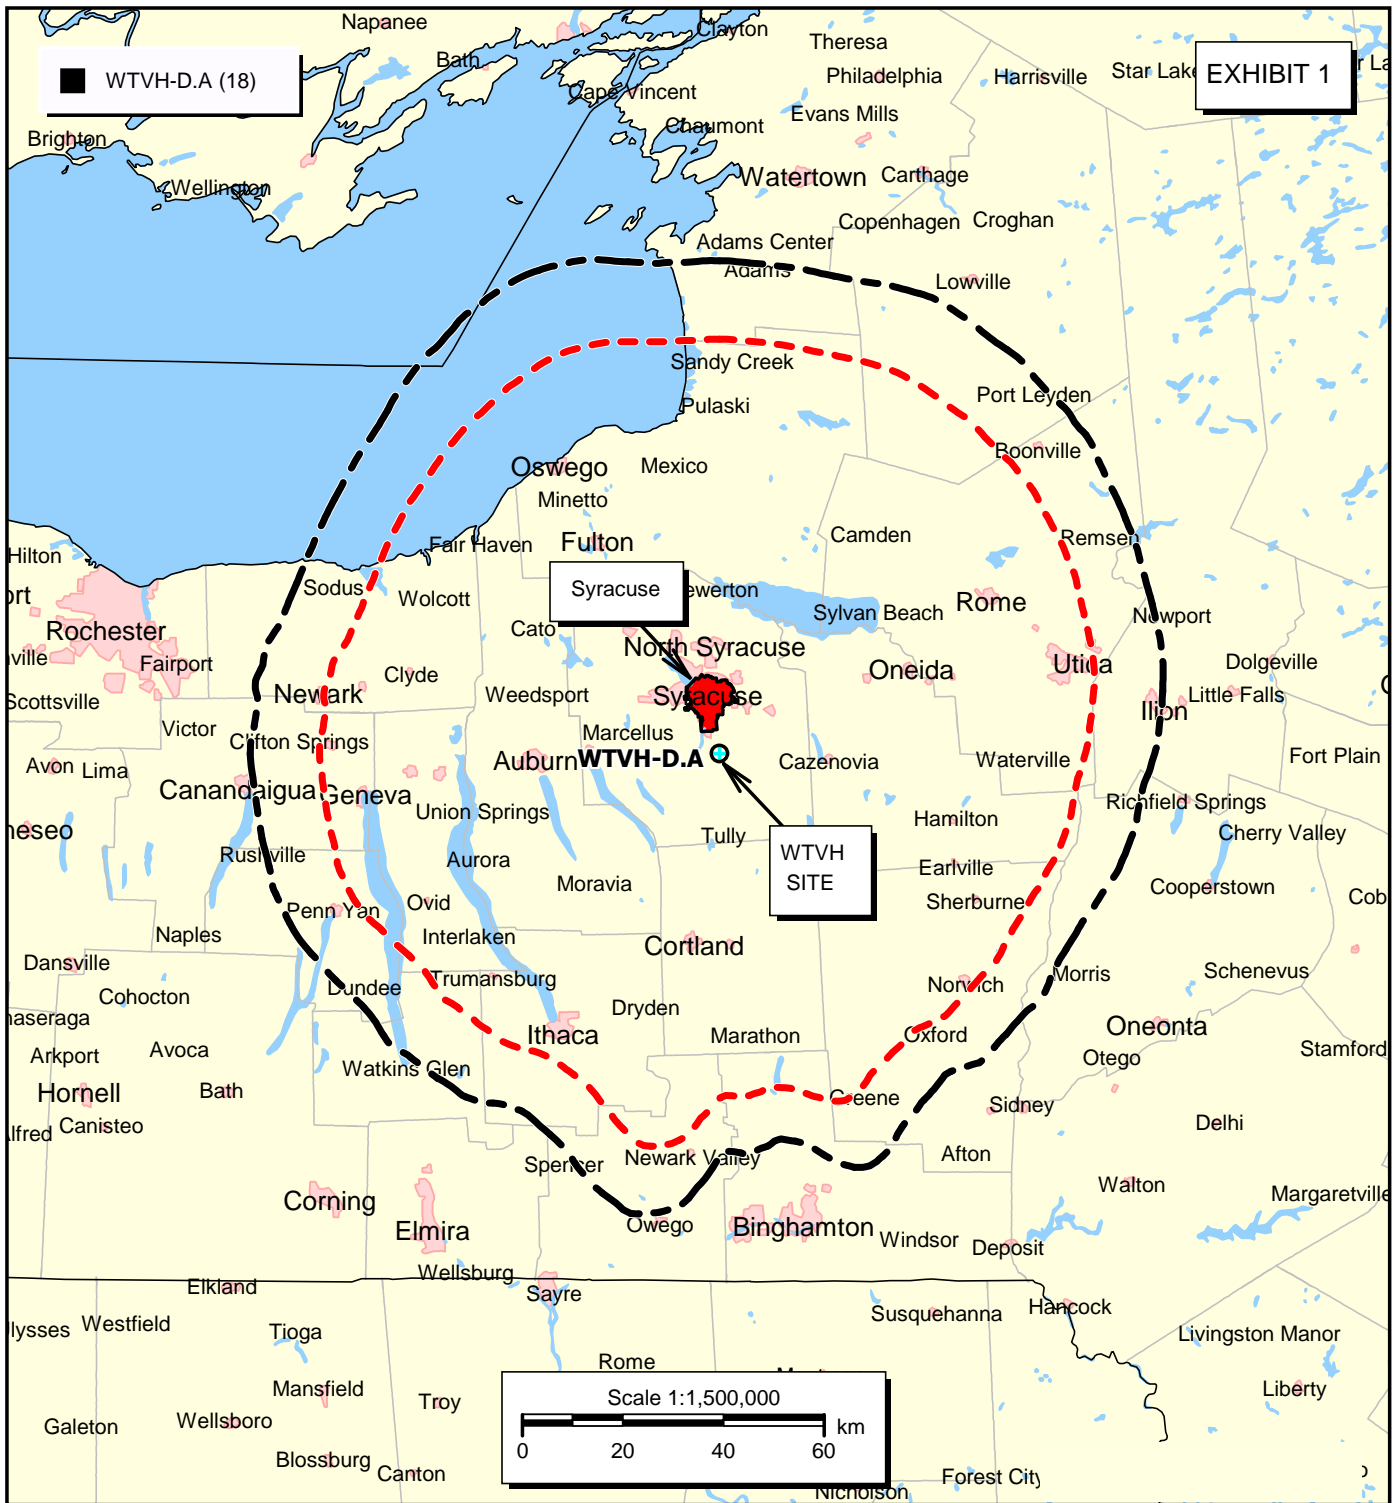 Napanee
Clayton
Theresa
Bath
Philadelphia
Harrisville
Star Lake
EXHIBIT 1
WTVH-D.A (18)
Cape Vincent
Evans Mills
Chaumont
Brighton
Wellington
Watertown
Carthage
Copenhagen
Croghan
Adams Center
Adams
Lowville
Sandy Creek
Port Leyden
Pulaski
Boonville
Oswego
Mexico
Minetto
Camden
Remsen
Fair Haven
Fulton
Hilton
Syracuse
ewerton
Sodus
Wolcott
Sylvan Beach
Rome
Newport
ort
Rochester
Cato
North Syracuse
nville
Fairport
Clyde
Oneida
Utica
Dolgeville
Scottsville
Newark
Weedsport
Syracuse
Little Falls
Ilion
Victor
Clifton Springs
Marcellus
Avon
Lima
Auburn
WTVH-D.A
Cazenovia
Waterville
Fort Plain
Canandaigua
Geneva
Union Springs
Richfield Springs
neseo
Hamilton
Cherry Valley
Tully
WTVH
SITE
Rushville
Aurora
Earlville
Moravia
Cooperstown
Cob
Penn Yan
Ovid
Sherburne
Naples
Interlaken
Cortland
Dansville
Trumansburg
Norwich
Morris
Schenevus
Cohocton
Dundee
Dryden
naseraga
Ithaca
Marathon
Oxford
Oneonta
Arkport
Avoca
Otego
Stamford
Watkins Glen
Hornell
Bath
Greene
Sidney
Canisteo
lfred
Delhi
Spencer
Newark Valley
Afton
Walton
Margaretville
Corning
Elmira
Owego
Binghamton
Windsor
Deposit
Wellsburg
Elkland
Sayre
Susquehanna
Hancock
lysses
Westfield
Tioga
Livingston Manor
Rome
Mansfield
Troy
Scale 1:1,500,000
Liberty
Galeton
Wellsboro
km
0 20 40 60
Blossburg
Canton
Forest City
Nicholson